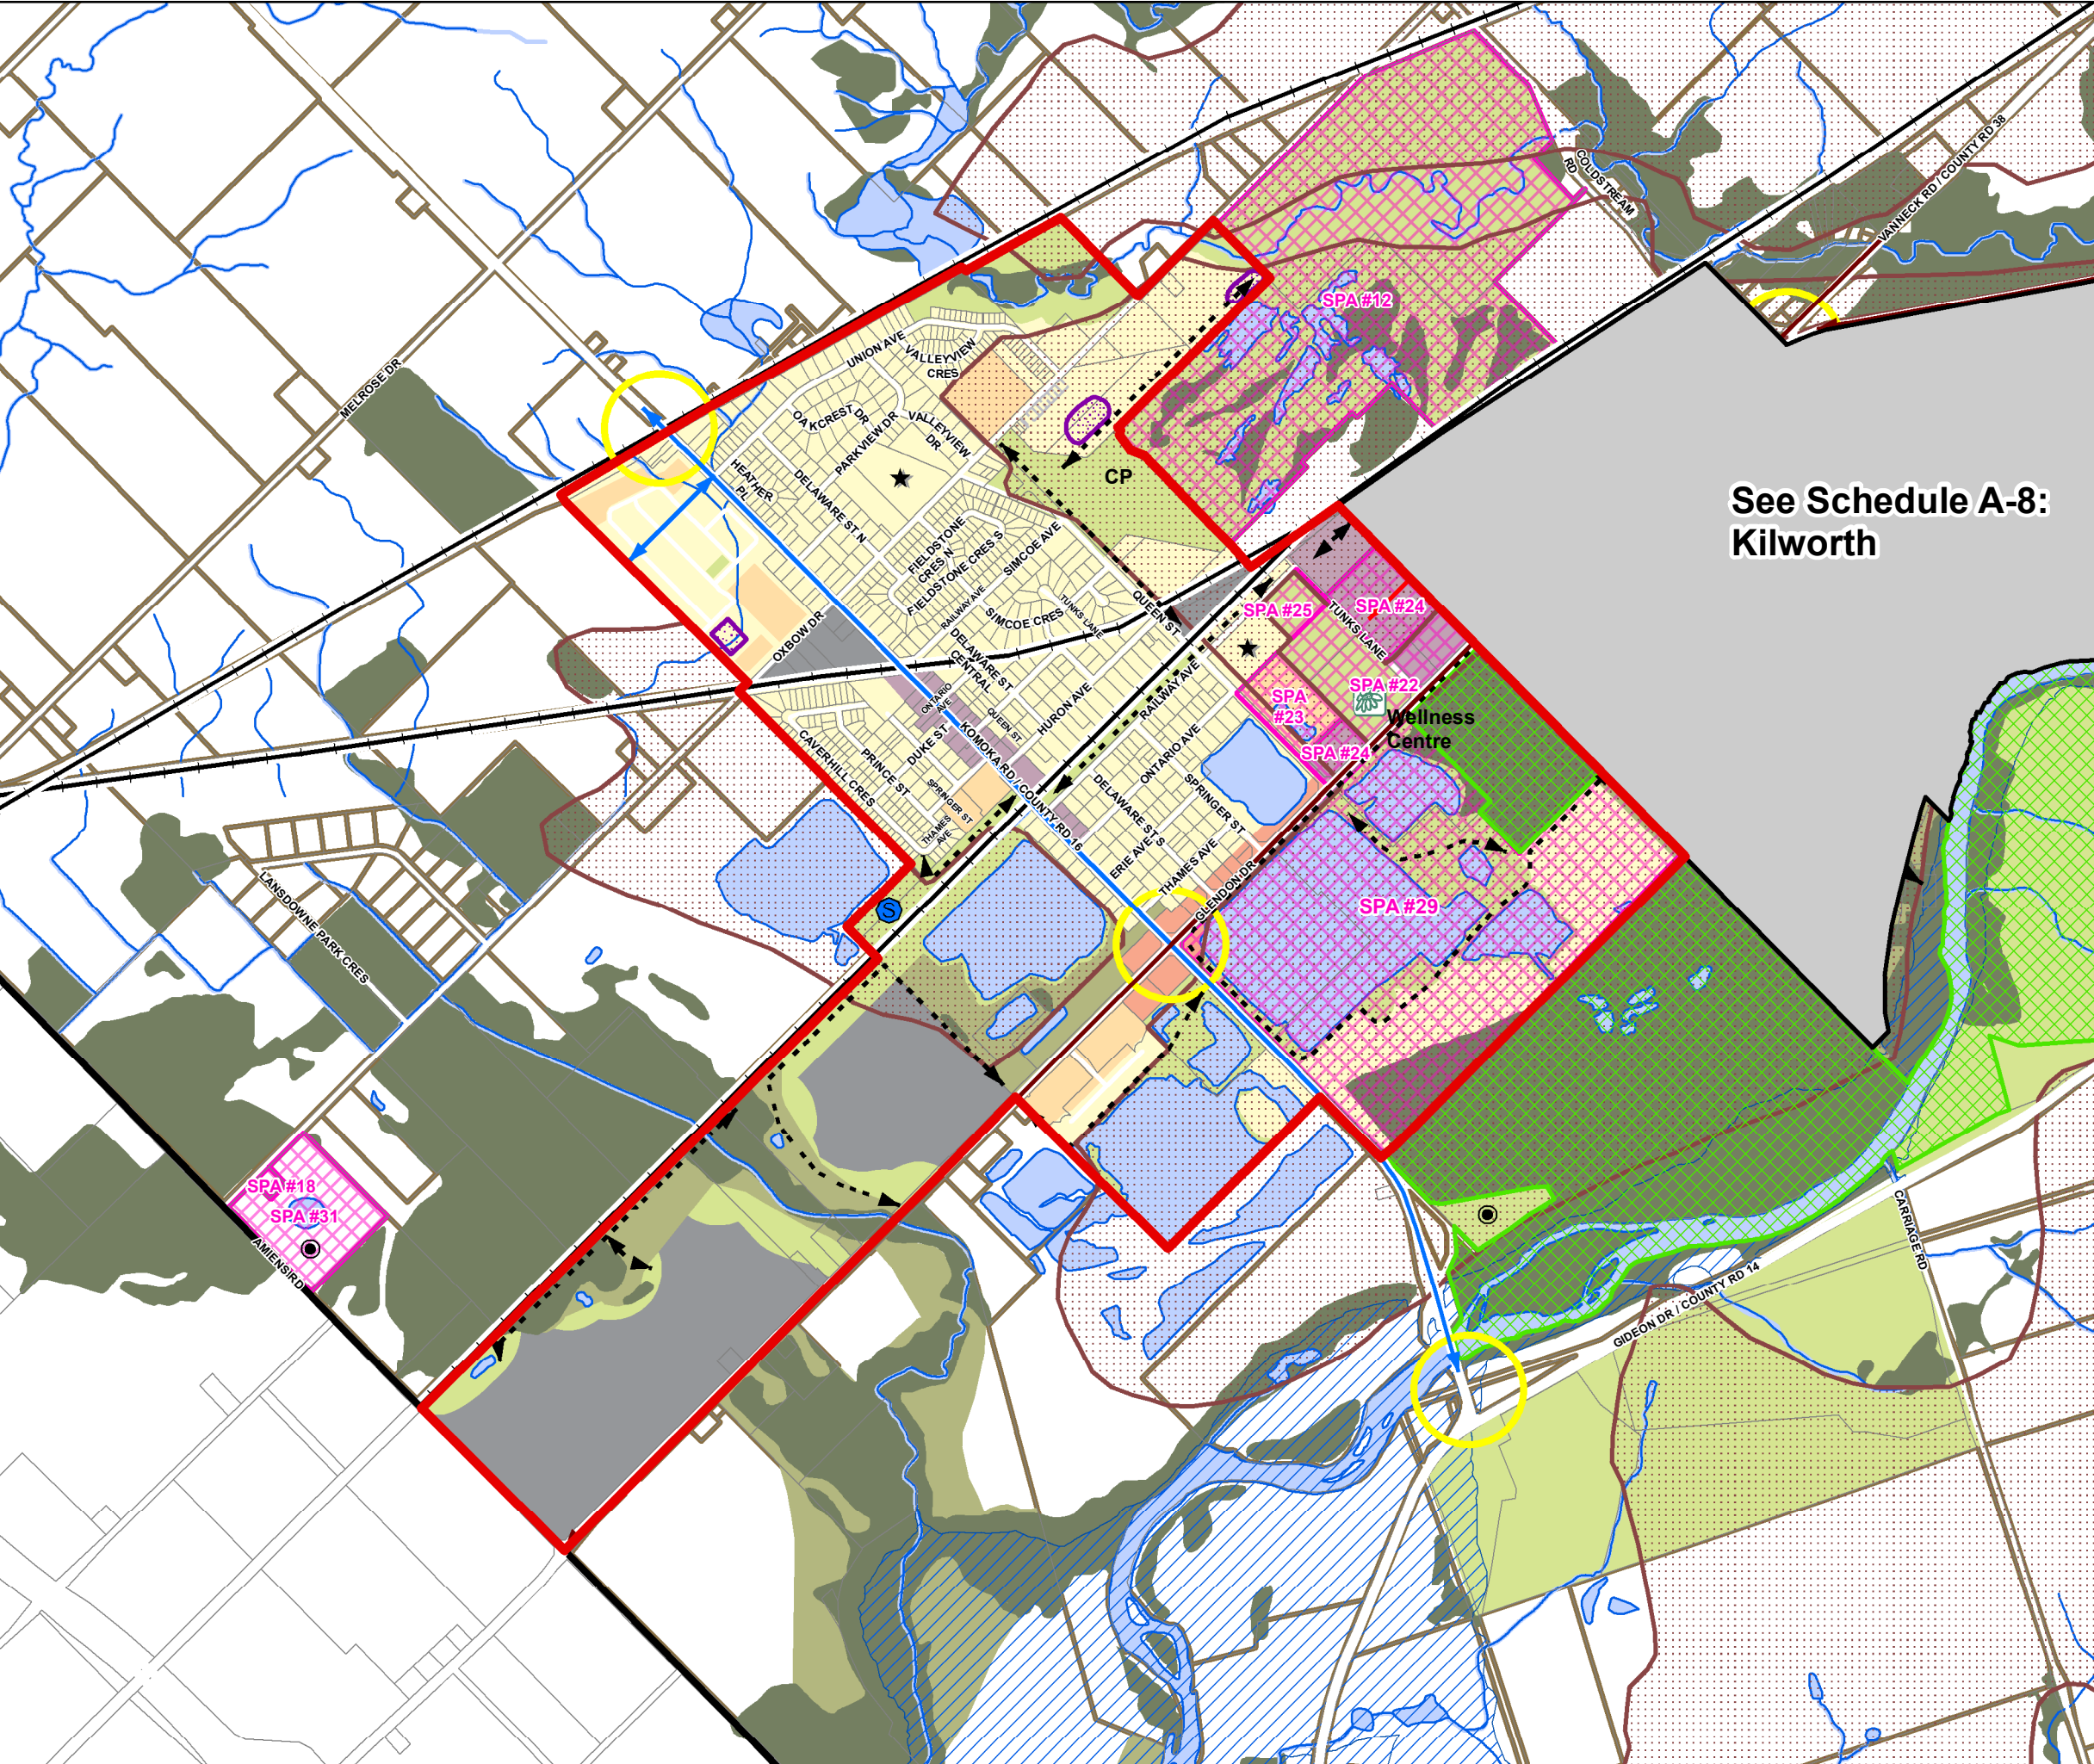 COLDSTREAM
RD
VANNECK RD / COUNTY RD 38
SPA #12
UNION AVE
VALLEYVIEW
CRES
MELROSE DR
OAKCREST DR
PARKVIEW DR
VALLEYVIEW
DR
HEATHER
PL
DELAWARE ST N
CP
See Schedule A-8:
Kilworth
FIELDSTONE
CRES N
FIELDSTONE CRES S
SIMCOE AVE
RAILWAY AVE
SIMCOE CRES
TUNKS LANE
QUEEN ST
SPA #25
SPA #24
TUNKS LANE
OXBOW DR
DELAWARE ST
CENTRAL
ONTARIO
AVE
QUEEN ST
HURON AVE
RAILWAY AVE
SPA #22
SPA
#23
Wellness
Centre
SPA #24
CAVERHILL CRES
PRINCE ST
DUKE ST
KOMOKA RD / COUNTY RD 16
ONTARIO AVE
SPRINGER ST
SPRINGER ST
THAMES
AVE
DELAWARE ST S
ERIE AVE
THAMES AVE
GLENDON DR
SPA #29
LANSDOWNE PARK CRES
S
SPA #18
SPA #31
AMIENS RD
CARRIAGE RD
GIDEON DR / COUNTY RD 14